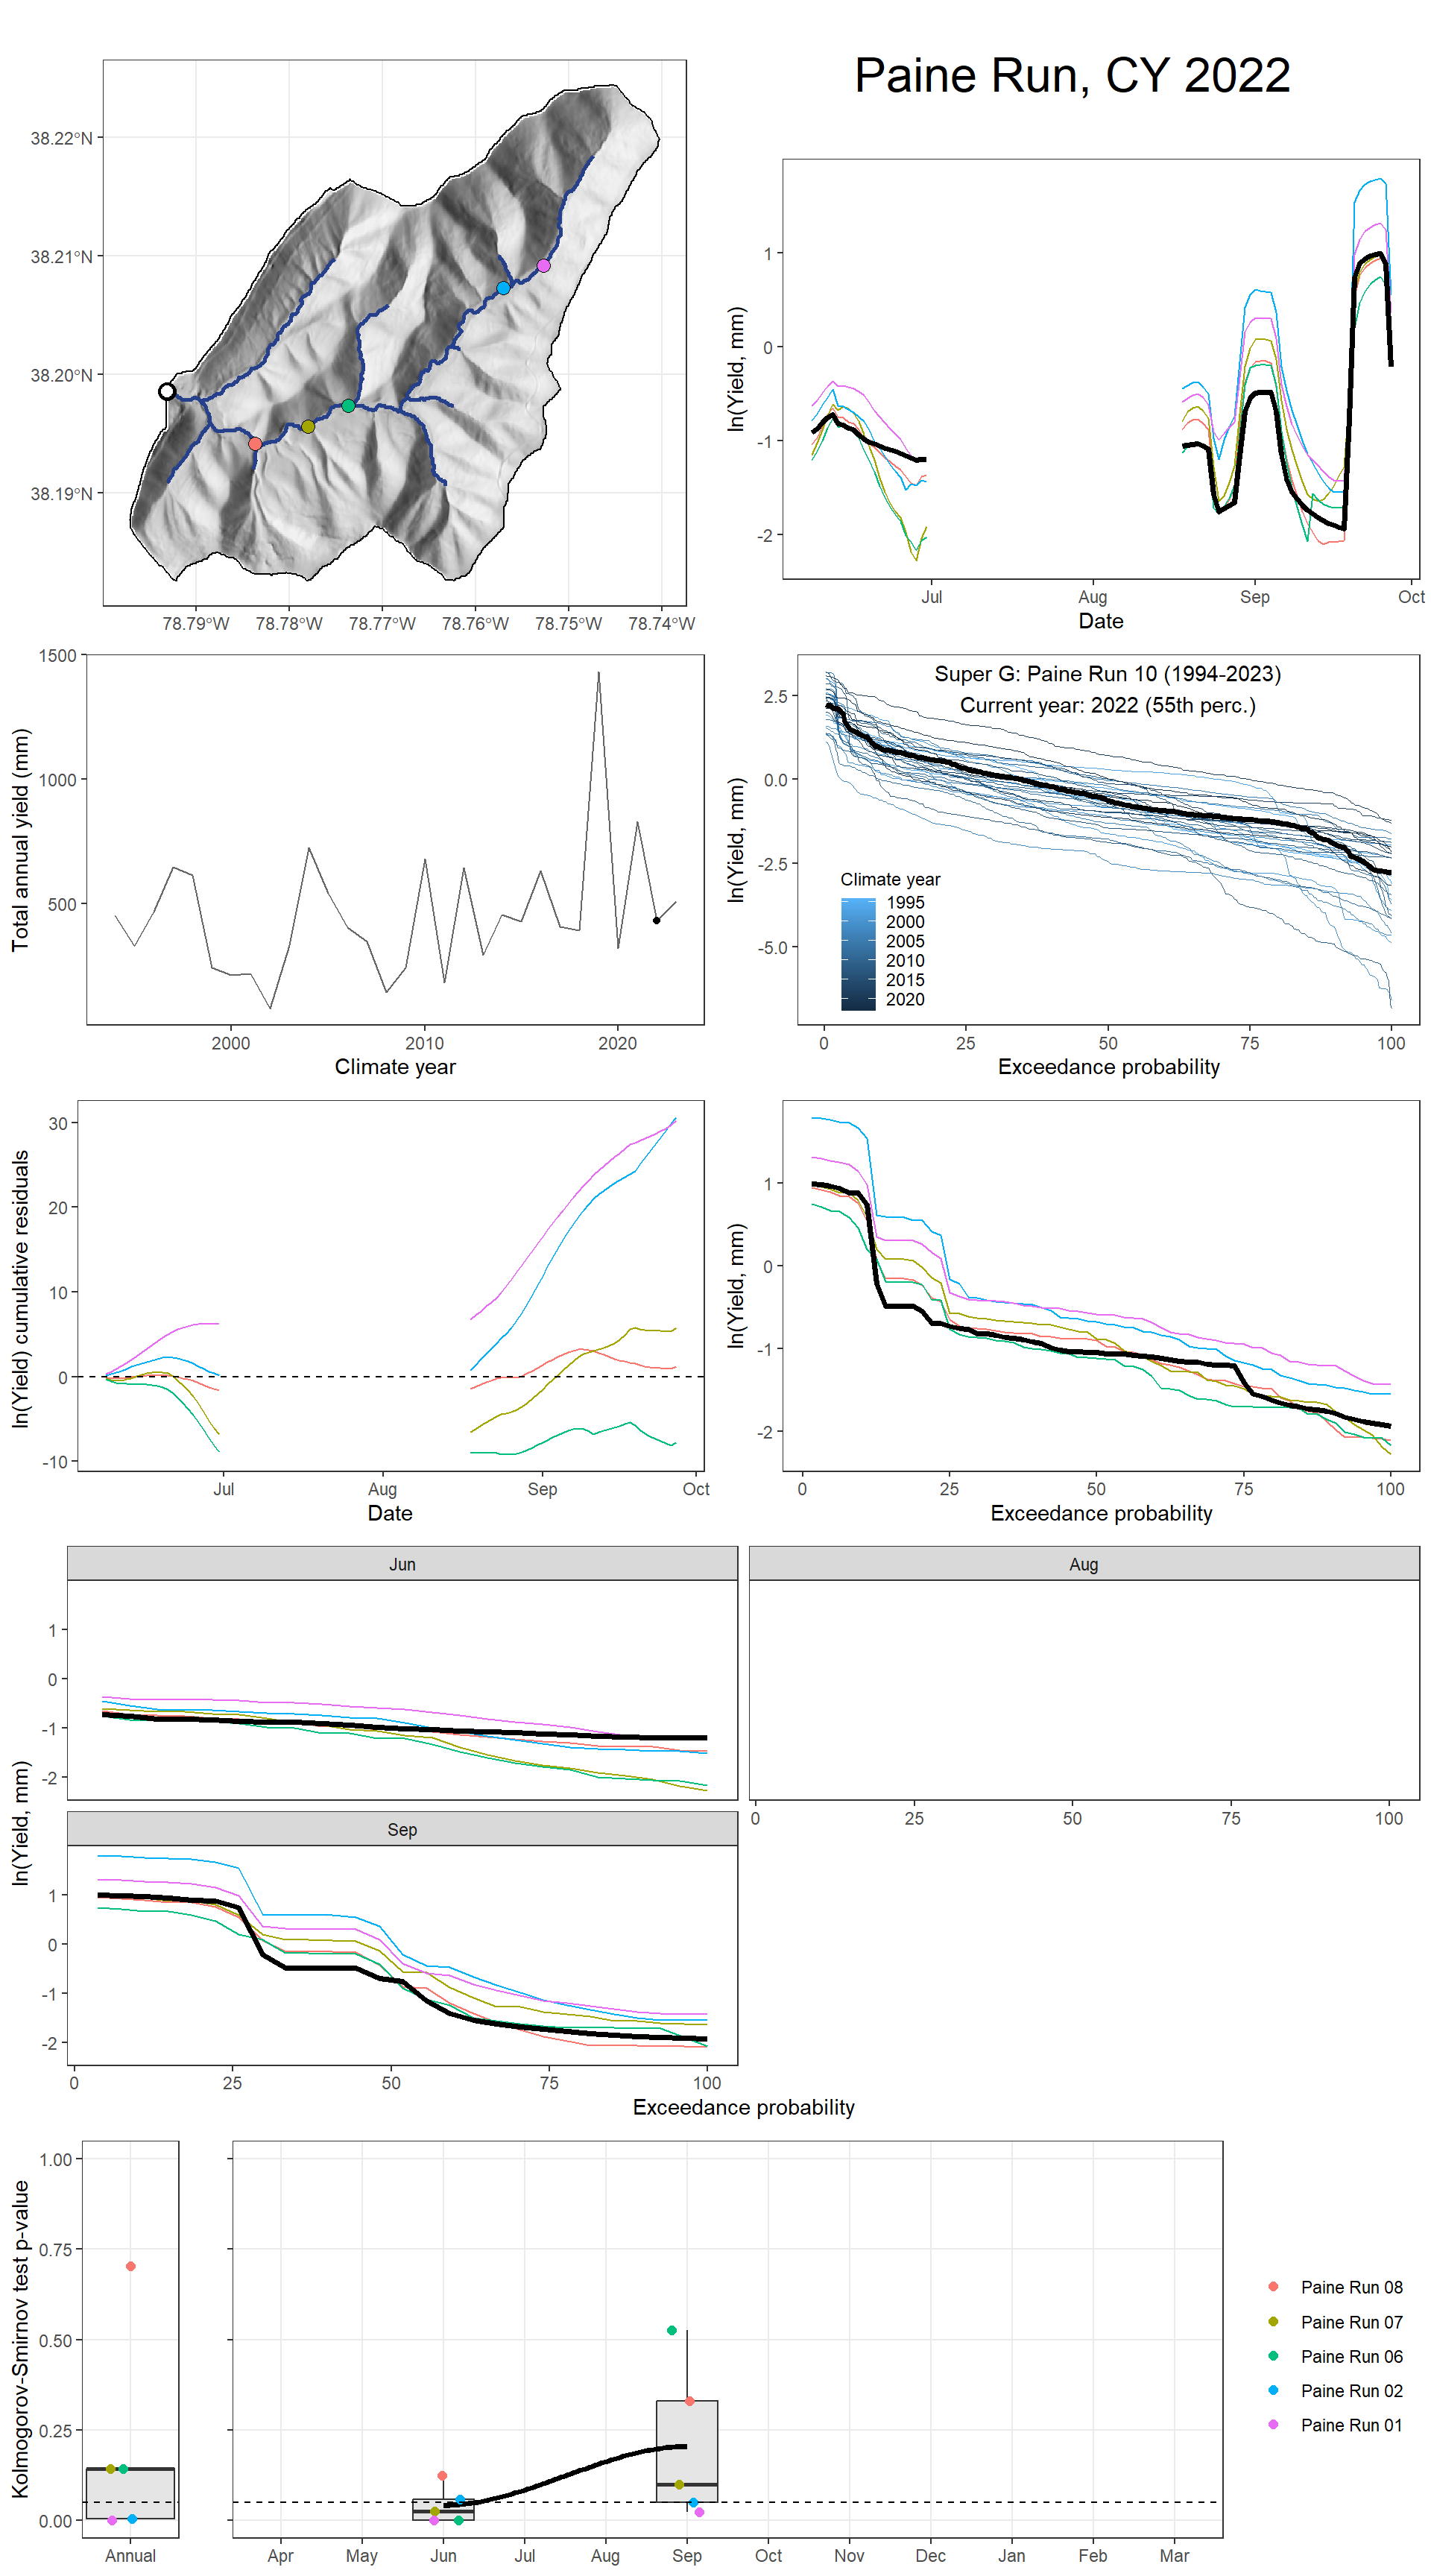 Paine Run, CY 2022
38.22°N
38.21°N
38.20°N
38.19°N
78.79°W 78.78°W 78.77°W 78.76°W 78.75°W 78.74°W
ln(Yield, mm)
1
0
-1
-2
Jul Aug Sep Oct
Date
Total annual yield (mm)
1500
1000
500
2000 2010 2020
Climate year
ln(Yield, mm)
2.5
0.0
-2.5
-5.0
Super G: Paine Run 10 (1994-2023)
Current year: 2022 (55th perc.)
Climate year
1995
2000
2005
2010
2015
2020
0 25 50 75 100
Exceedance probability
ln(Yield) cumulative residuals
30
20
10
0
-10
Jul Aug Sep Oct
Date
ln(Yield, mm)
1
0
-1
-2
0 25 50 75 100
Exceedance probability
Jun
Aug
ln(Yield, mm)
1
0
-1
-2
0 25 50 75 100
Sep
1
0
-1
-2
0 25 50 75 100
Exceedance probability
Kolmogorov-Smirnov test p-value
1.00
0.75
0.50
0.25
0.00
Annual
Apr May Jun Jul Aug Sep Oct Nov Dec Jan Feb Mar
Paine Run 08
Paine Run 07
Paine Run 06
Paine Run 02
Paine Run 01